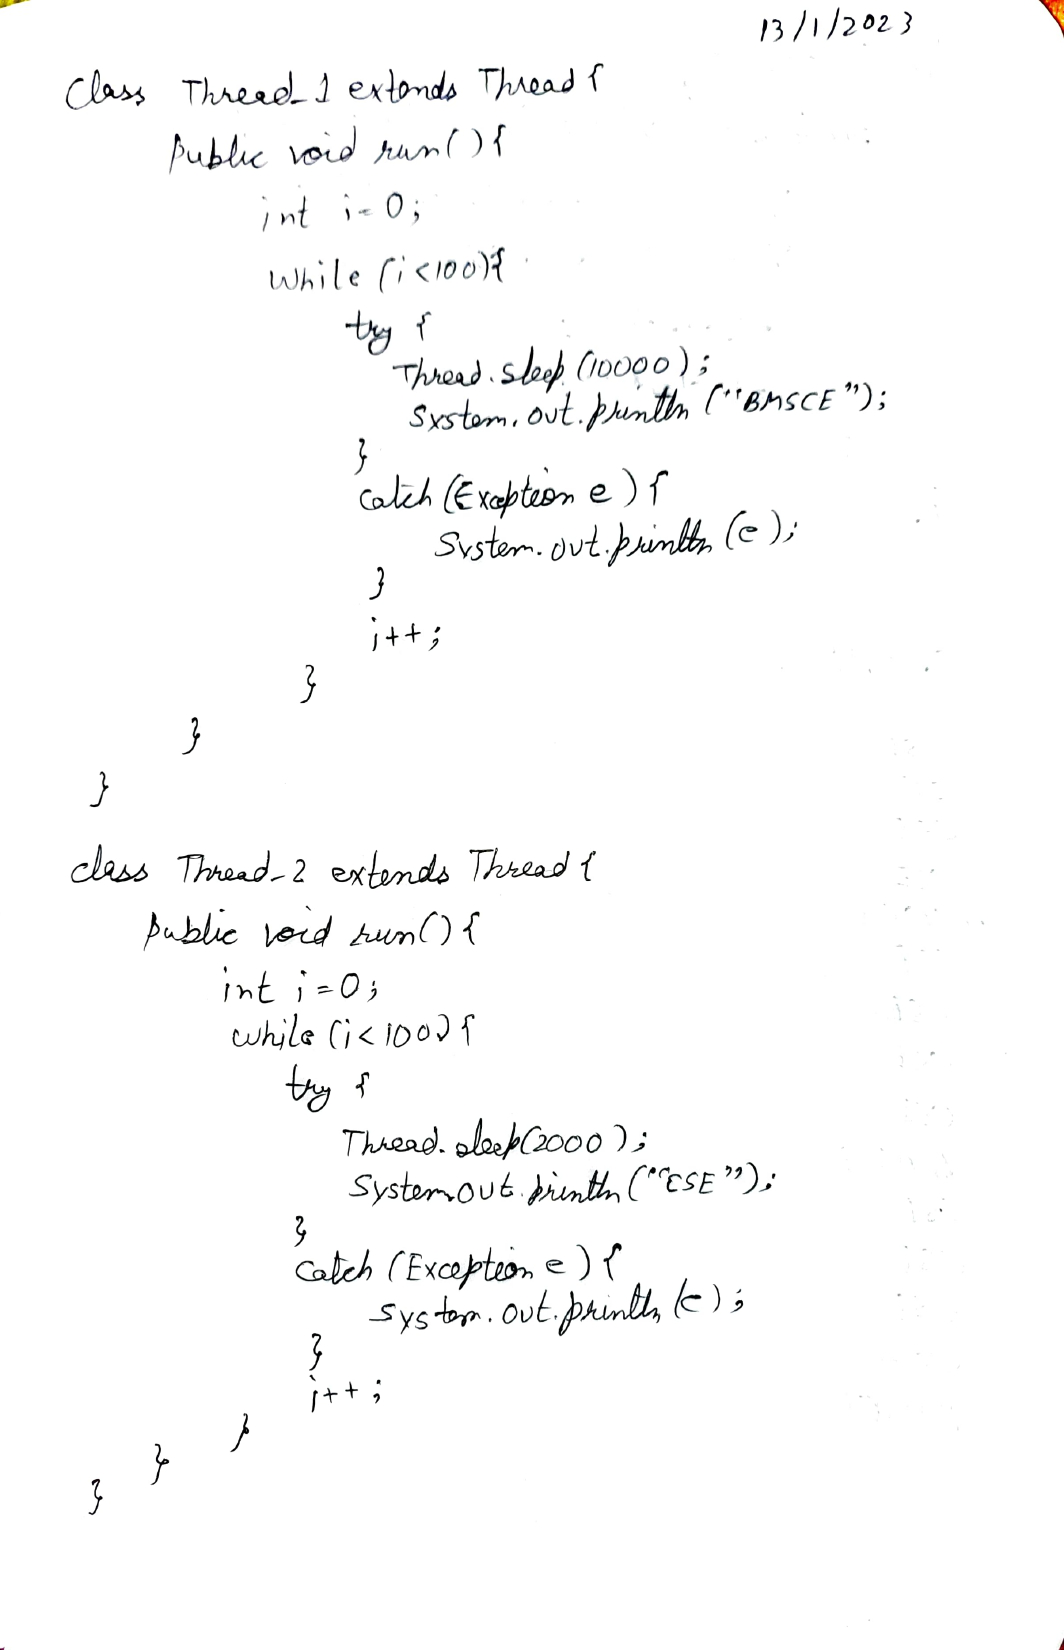 13/1/2023
Class Thread_1 extends Thread {
public void run() {
int i=0;
while (i<100){
try {
Thread.sleep (10000);
System.out.println ("BMSCE");
}
catch (Exception e) {
System.out.println (e);
}
i++;
}
}
}
class Thread_2 extends Thread {
public void run() {
int i=0;
while (i<100) {
try {
Thread.sleep(2000);
System.out.println ("CSE");
}
catch (Exception e) {
system.out.println (e);
}
i++;
}
}
}